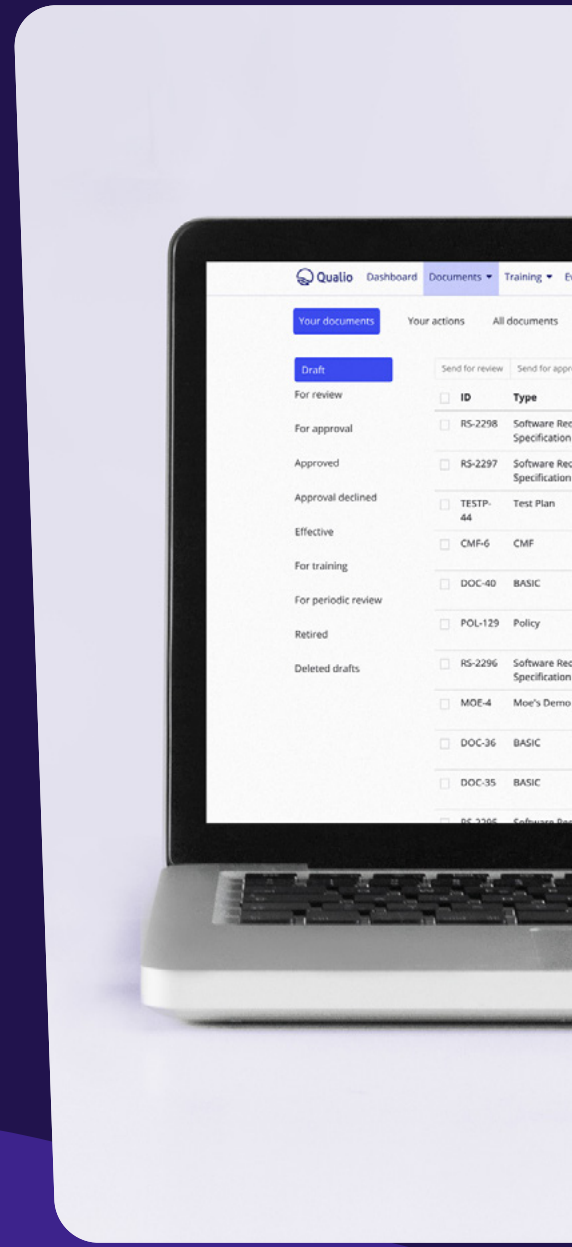 Qualio Dashboard Documents Training
Your documents Your actions All documents
Draft
For review
For approval
Approved
Approval declined
Effective
For training
For periodic review
Retired
Deleted drafts
Send for review Send for
ID Type
RS-2298 Software
Specification
RS-2297 Software
Specification
TESTP-
44 Test Plan
CMF-6 CMF
DOC-40 BASIC
POL-129 Policy
RS-2296 Software
Specification
MOE-4 Moe's Demo
DOC-36 BASIC
DOC-35 BASIC